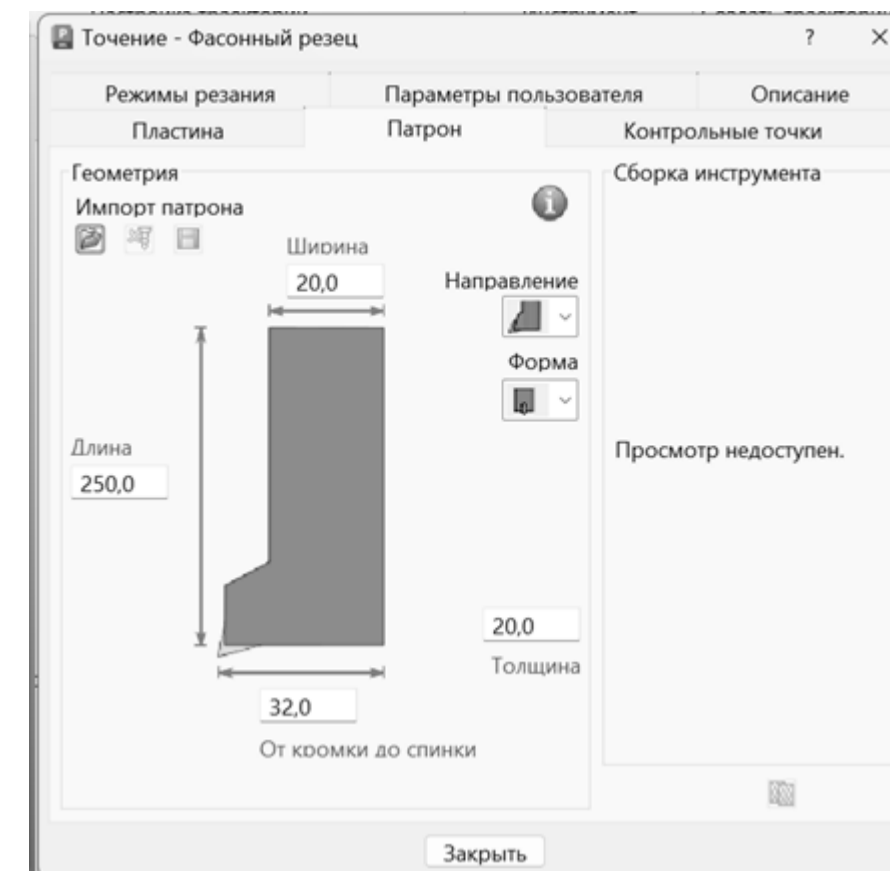 Точение - Фасонный резец ? ×
Режимы резания Параметры пользователя Описание
Пластина Патрон Контрольные точки
Геометрия
Импорт патрона
Ширина
20,0
Направление
Форма
Длина
250,0
20,0
Толщина
32,0
От кромки до спинки
Сборка инструмента
Просмотр недоступен.
Закрыть